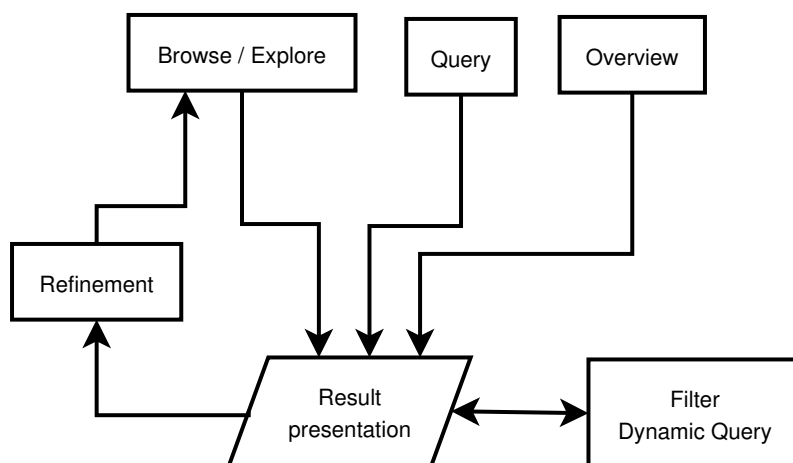 Browse / Explore
Query
Overview
Refinement
Result
presentation
Filter
Dynamic Query